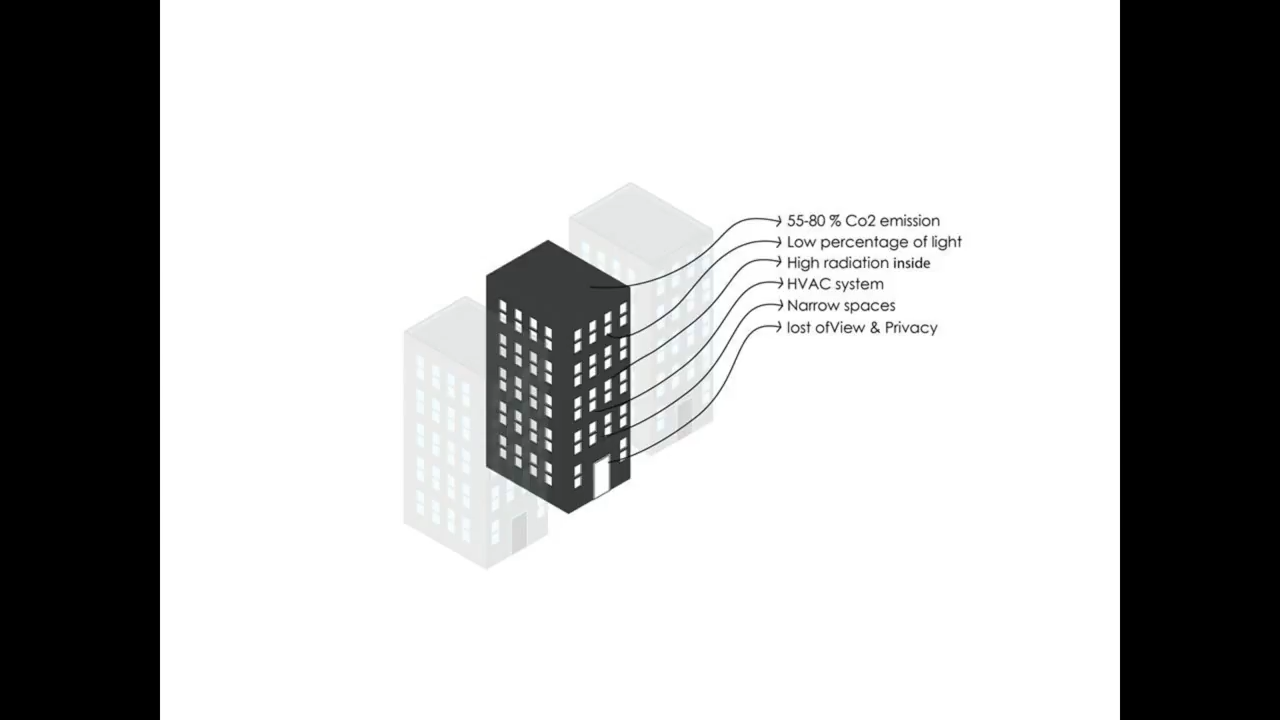 55-80 % Co2 emission
Low percentage of light
High radiation inside
HVAC system
Narrow spaces
lost ofView & Privacy